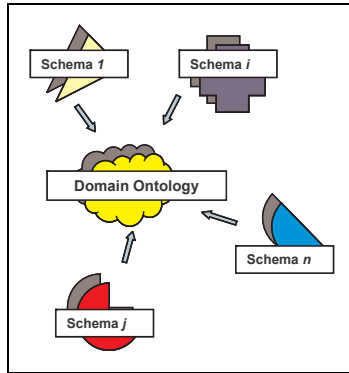 Schema 1
Schema i
Domain Ontology
Schema n
Schema j